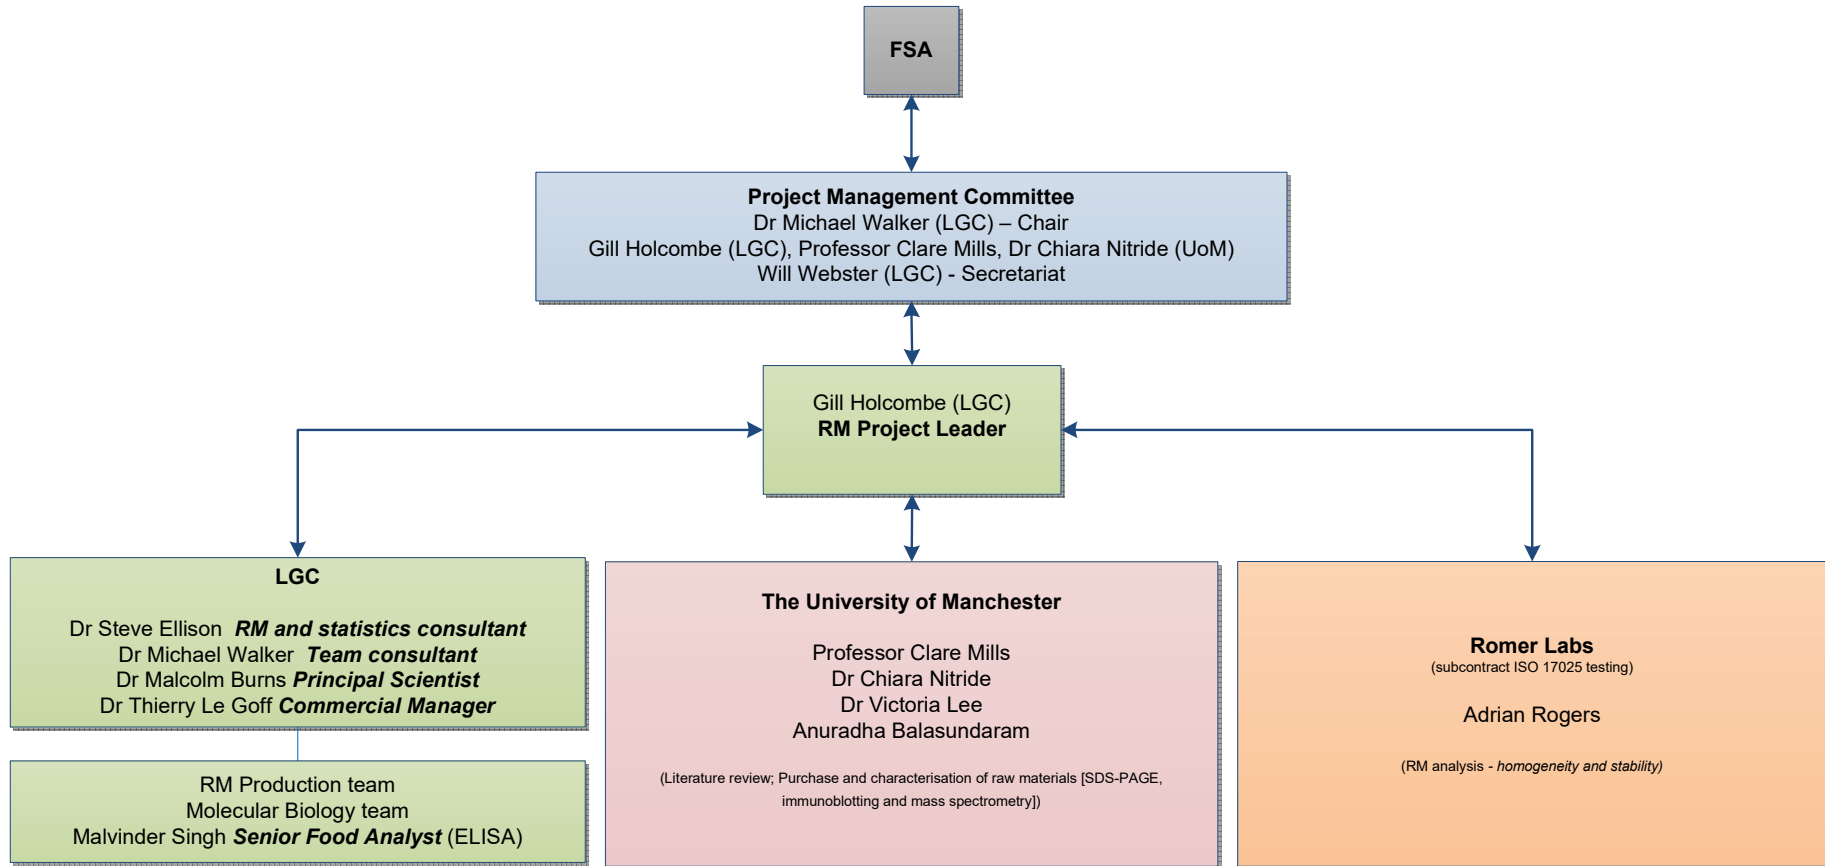 FSA
Project Management Committee
Dr Michael Walker (LGC) – Chair
Gill Holcombe (LGC), Professor Clare Mills, Dr Chiara Nitride (UoM)
Will Webster (LGC) - Secretariat
Gill Holcombe (LGC)
RM Project Leader
LGC
Dr Steve Ellison RM and statistics consultant
Dr Michael Walker Team consultant
Dr Malcolm Burns Principal Scientist
Dr Thierry Le Goff Commercial Manager
RM Production team
Molecular Biology team
Malvinder Singh Senior Food Analyst (ELISA)
The University of Manchester
Professor Clare Mills
Dr Chiara Nitride
Dr Victoria Lee
Anuradha Balasundaram
(Literature review; Purchase and characterisation of raw materials [SDS-PAGE,
immunoblotting and mass spectrometry])
Romer Labs
(subcontract ISO 17025 testing)
Adrian Rogers
(RM analysis - homogeneity and stability)